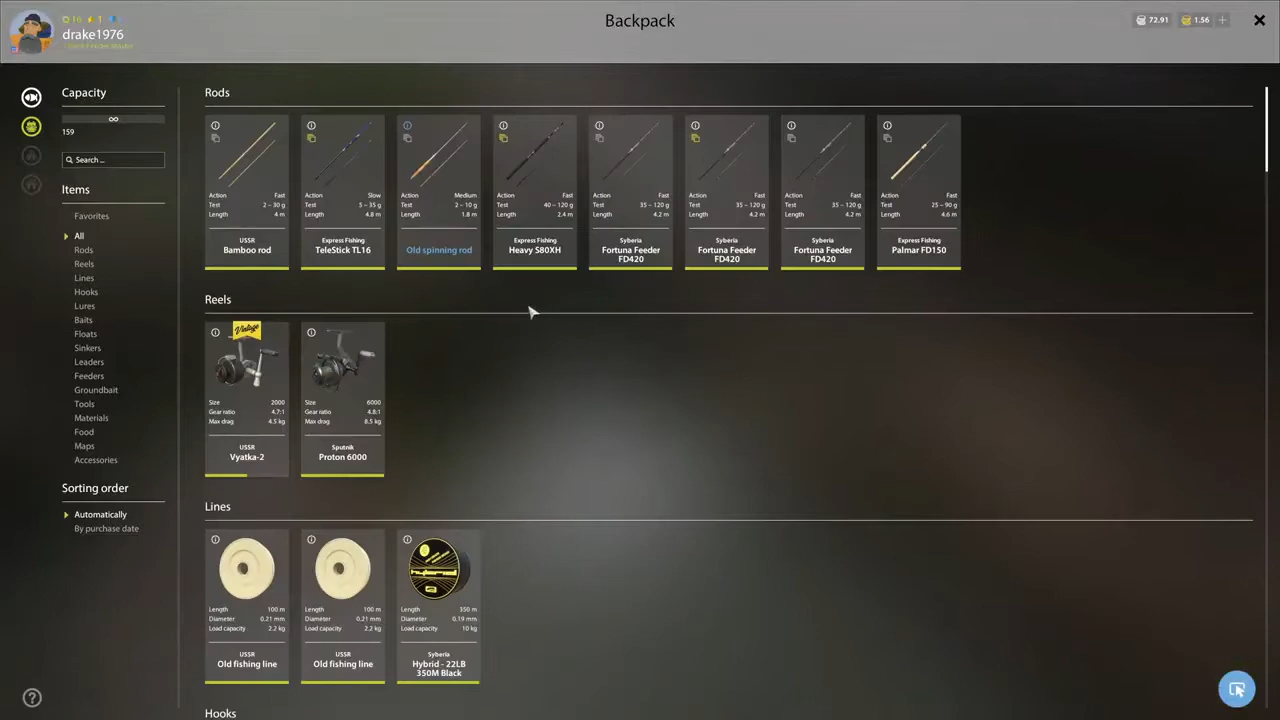 Backpack
16 1
drake1976
72.91
1.56
Capacity
∞
159
Search ...
Items
Favorites
All
Rods
Reels
Lines
Hooks
Lures
Baits
Floats
Sinkers
Leaders
Feeders
Groundbait
Tools
Materials
Food
Maps
Accessories
Sorting order
Automatically
By purchase date
Rods
Action Fast
Test 2 – 30 g
Length 4 m
USSR
Bamboo rod
Action Slow
Test 5 – 35 g
Length 4.8 m
Express Fishing
TeleStick TL16
Action Medium
Test 2 – 10 g
Length 1.8 m
Old spinning rod
Action Fast
Test 40 – 120 g
Length 2.4 m
Express Fishing
Heavy S80XH
Action Fast
Test 35 – 120 g
Length 4.2 m
Syberia
Fortuna Feeder
FD420
Action Fast
Test 35 – 120 g
Length 4.2 m
Syberia
Fortuna Feeder
FD420
Action Fast
Test 35 – 120 g
Length 4.2 m
Syberia
Fortuna Feeder
FD420
Action Fast
Test 25 – 90 g
Length 4.6 m
Express Fishing
Palmar FD150
Reels
Vintage
Size 2000
Gear ratio 4.7:1
Max drag 4.5 kg
USSR
Vyatka-2
Size 6000
Gear ratio 4.8:1
Max drag 8.5 kg
Sputnik
Proton 6000
Lines
Length 100 m
Diameter 0.21 mm
Load capacity 2.2 kg
USSR
Old fishing line
Length 100 m
Diameter 0.21 mm
Load capacity 2.2 kg
USSR
Old fishing line
hybrid
Length 350 m
Diameter 0.19 mm
Load capacity 10 kg
Syberia
Hybrid - 22LB
350M Black
Hooks